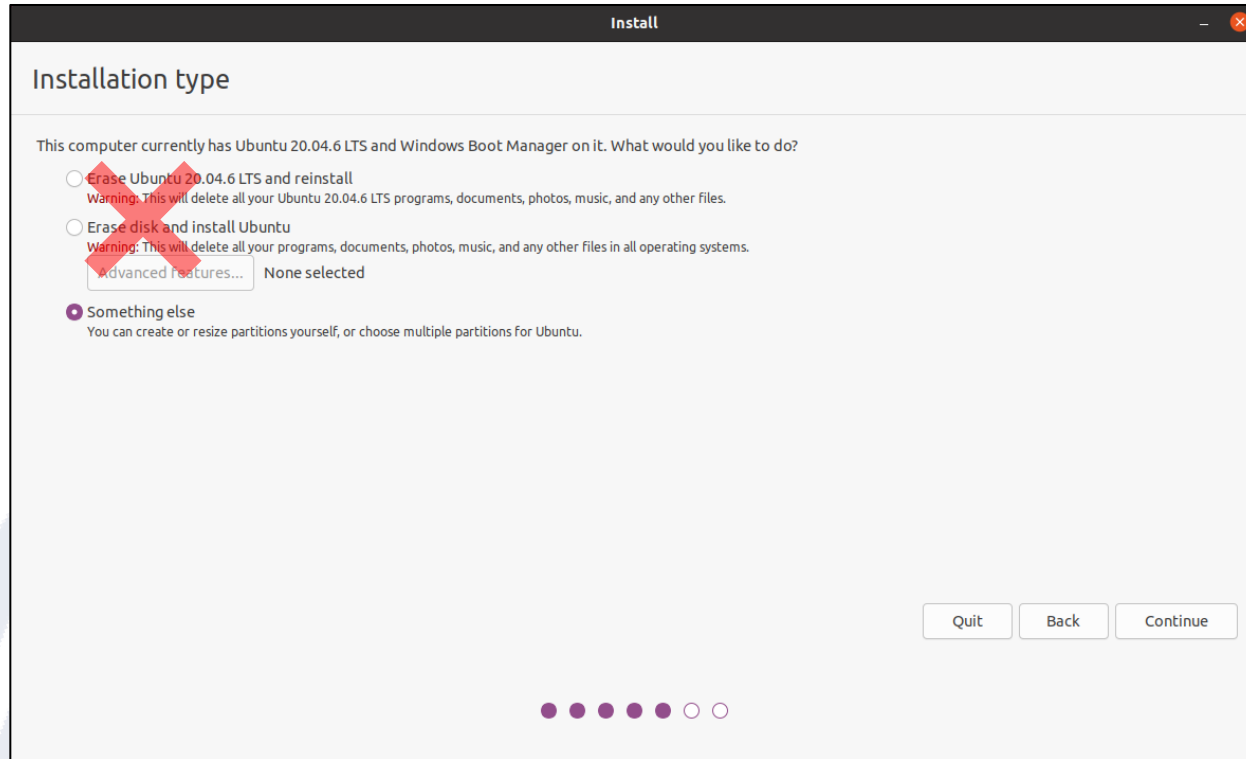 Install
Installation type
This computer currently has Ubuntu 20.04.6 LTS and Windows Boot Manager on it. What would you like to do?
Erase Ubuntu 20.04.6 LTS and reinstall
Warning: This will delete all your Ubuntu 20.04.6 LTS programs, documents, photos, music, and any other files.
Erase disk and install Ubuntu
Warning: This will delete all your programs, documents, photos, music, and any other files in all operating systems.
Advanced features... None selected
Something else
You can create or resize partitions yourself, or choose multiple partitions for Ubuntu.
Quit Back Continue